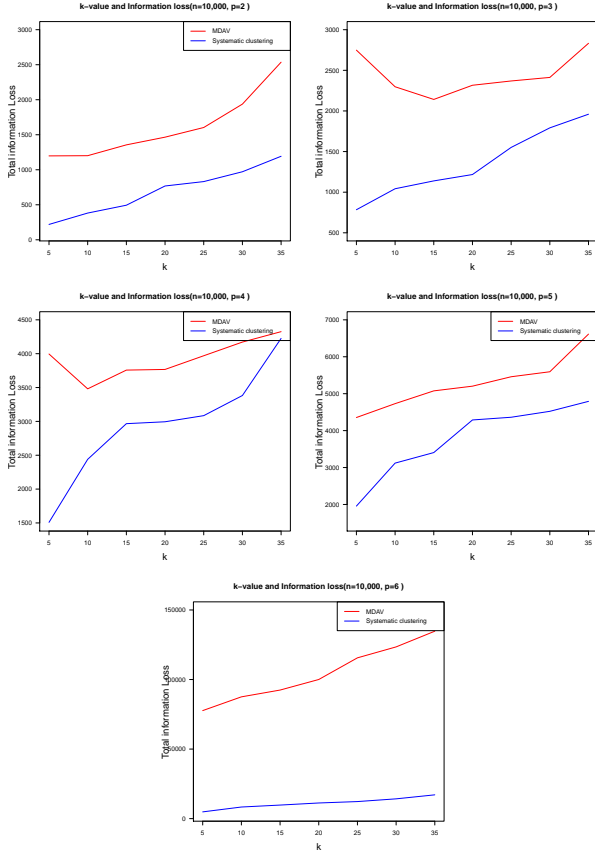 k−value and Information loss(n=10,000, p=2 )
Total information Loss
3000
2500
2000
1500
1000
500
0
MDAV
Systematic clustering
5 10 15 20 25 30 35
k
k−value and Information loss(n=10,000, p=3 )
Total information Loss
3000
2500
2000
1500
1000
500
MDAV
Systematic clustering
5 10 15 20 25 30 35
k
k−value and Information loss(n=10,000, p=4 )
Total information Loss
4500
4000
3500
3000
2500
2000
1500
MDAV
Systematic clustering
5 10 15 20 25 30 35
k
k−value and Information loss(n=10,000, p=5 )
Total information Loss
7000
6000
5000
4000
3000
2000
MDAV
Systematic clustering
5 10 15 20 25 30 35
k
k−value and Information loss(n=10,000, p=6 )
Total information Loss
150000
100000
50000
0
MDAV
Systematic clustering
5 10 15 20 25 30 35
k